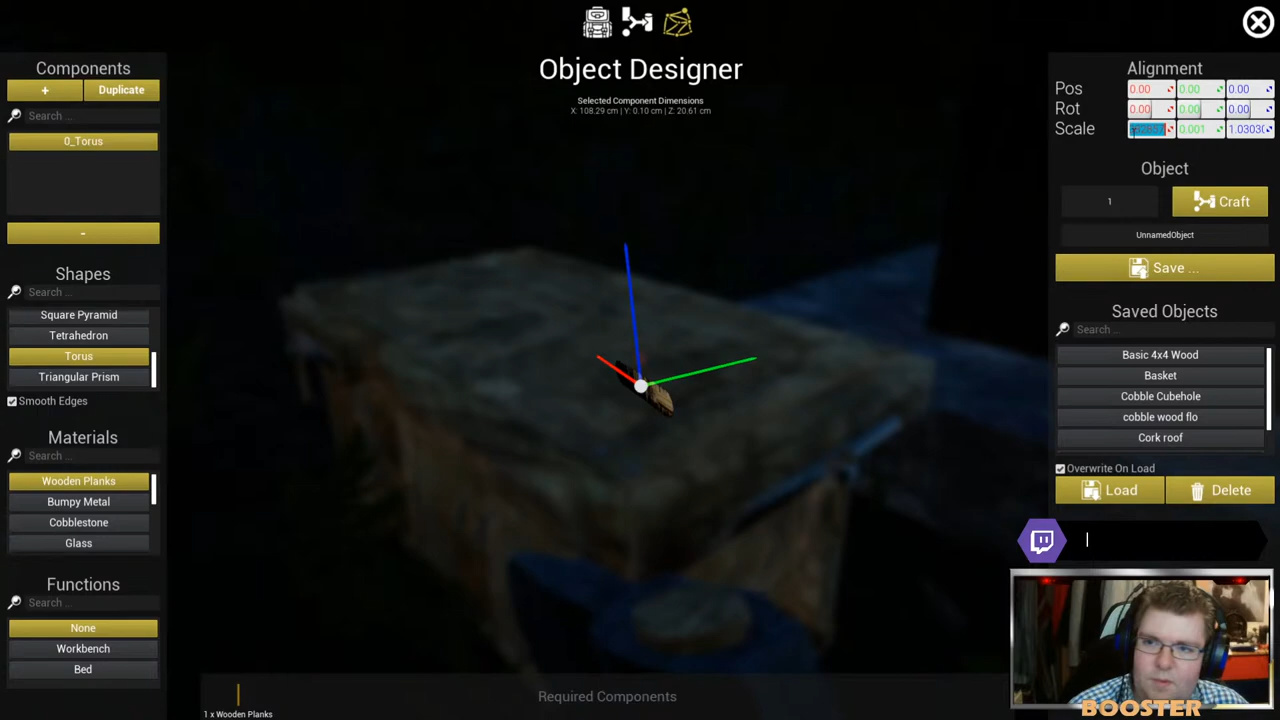 Object Designer
Selected Component Dimensions
X: 108.29 cm | Y: 0.10 cm | Z: 20.61 cm
Components
+
Duplicate
Search ...
0_Torus
-
Shapes
Search ...
Square Pyramid
Tetrahedron
Torus
Triangular Prism
Smooth Edges
Materials
Search ...
Wooden Planks
Bumpy Metal
Cobblestone
Glass
Functions
Search ...
None
Workbench
Bed
1 x Wooden Planks
Required Components
Alignment
Pos 0.00 0.00 0.00
Rot 0.00 0.00 0.00
Scale 0.001 1.0303
Object
1
Craft
UnnamedObject
Save ...
Saved Objects
Search ...
Basic 4x4 Wood
Basket
Cobble Cubehole
cobble wood flo
Cork roof
Overwrite On Load
Load
Delete
BOOSTER